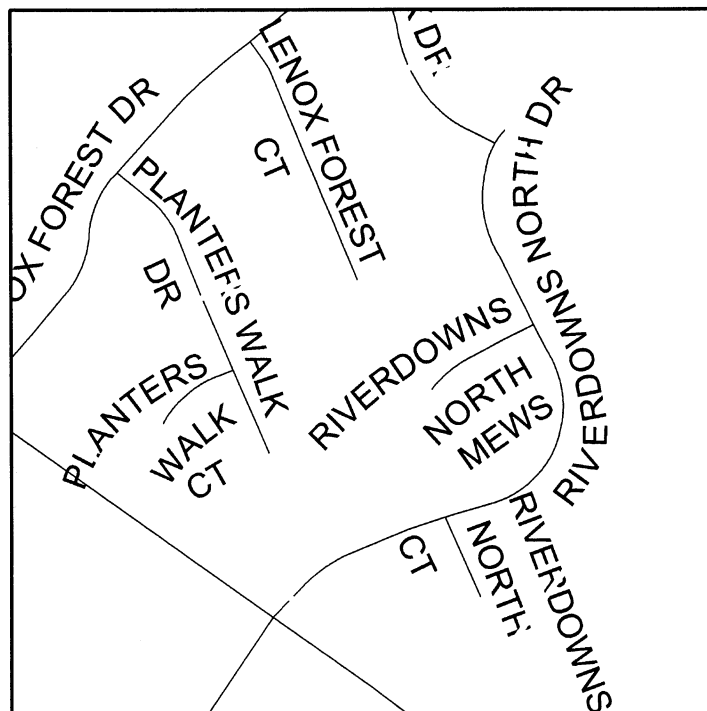 OX FOREST DR
LENOX FOREST
CT
DR
RIVERDOWNS NORTH DR
PLANTER'S WALK
DR
RIVERDOWNS
NORTH
MEWS
PLANTERS
WALK
CT
RIVERDOWNS
NORTH
CT